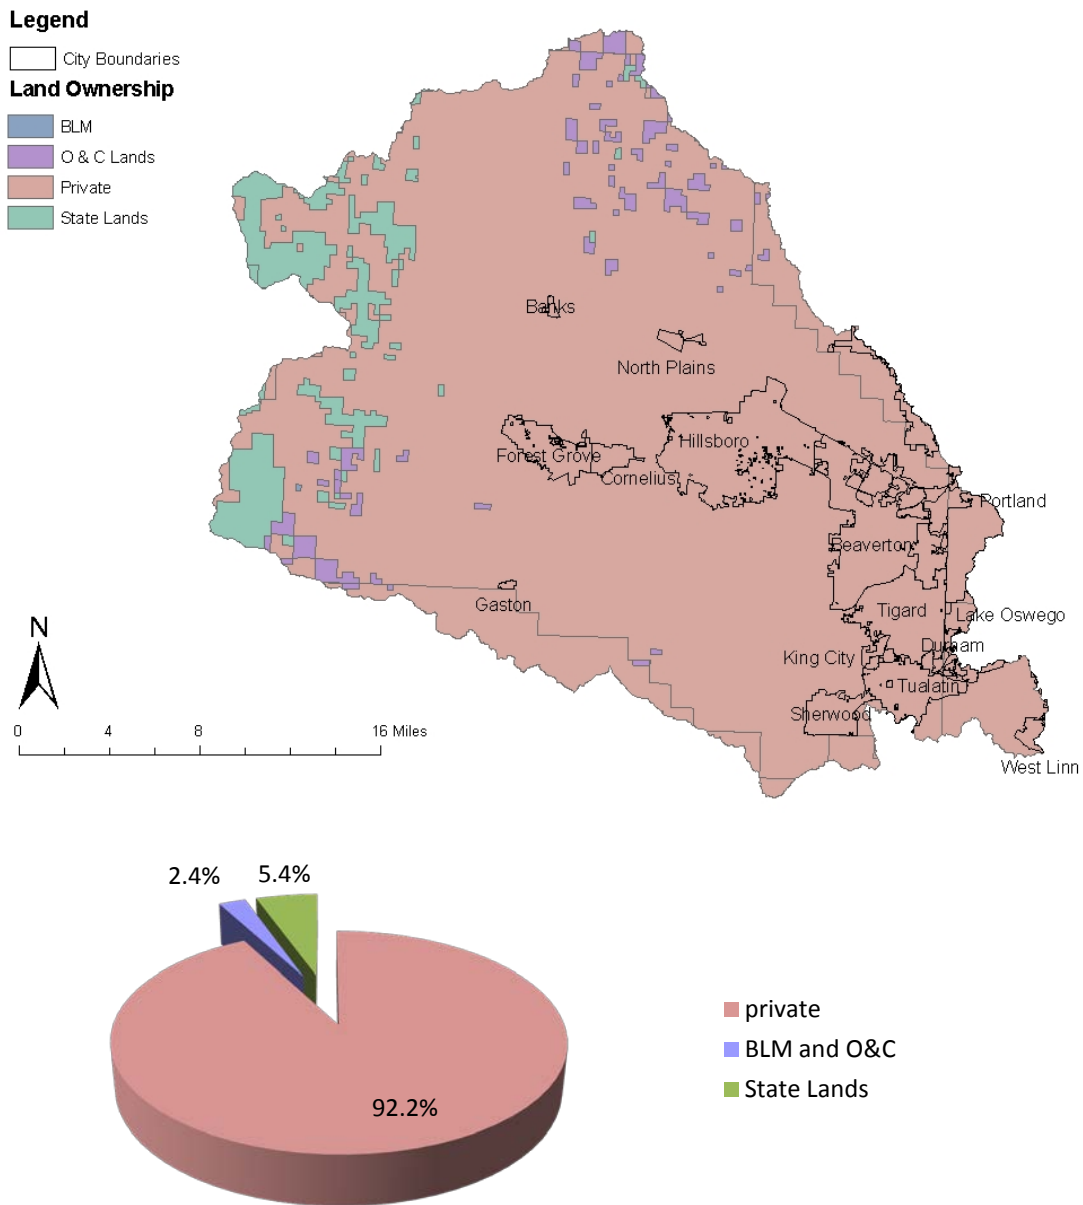 Legend
City Boundaries
Land Ownership
BLM
O & C Lands
Private
State Lands
Banks
North Plains
Hillsboro
Forest Grove
Cornelius
Portland
Beaverton
Gaston
Tigard
Lake Oswego
Durham
King City
Tualatin
Sherwood
West Linn
N
0 4 8 16 Miles
2.4% 5.4%
92.2%
private
BLM and O&C
State Lands